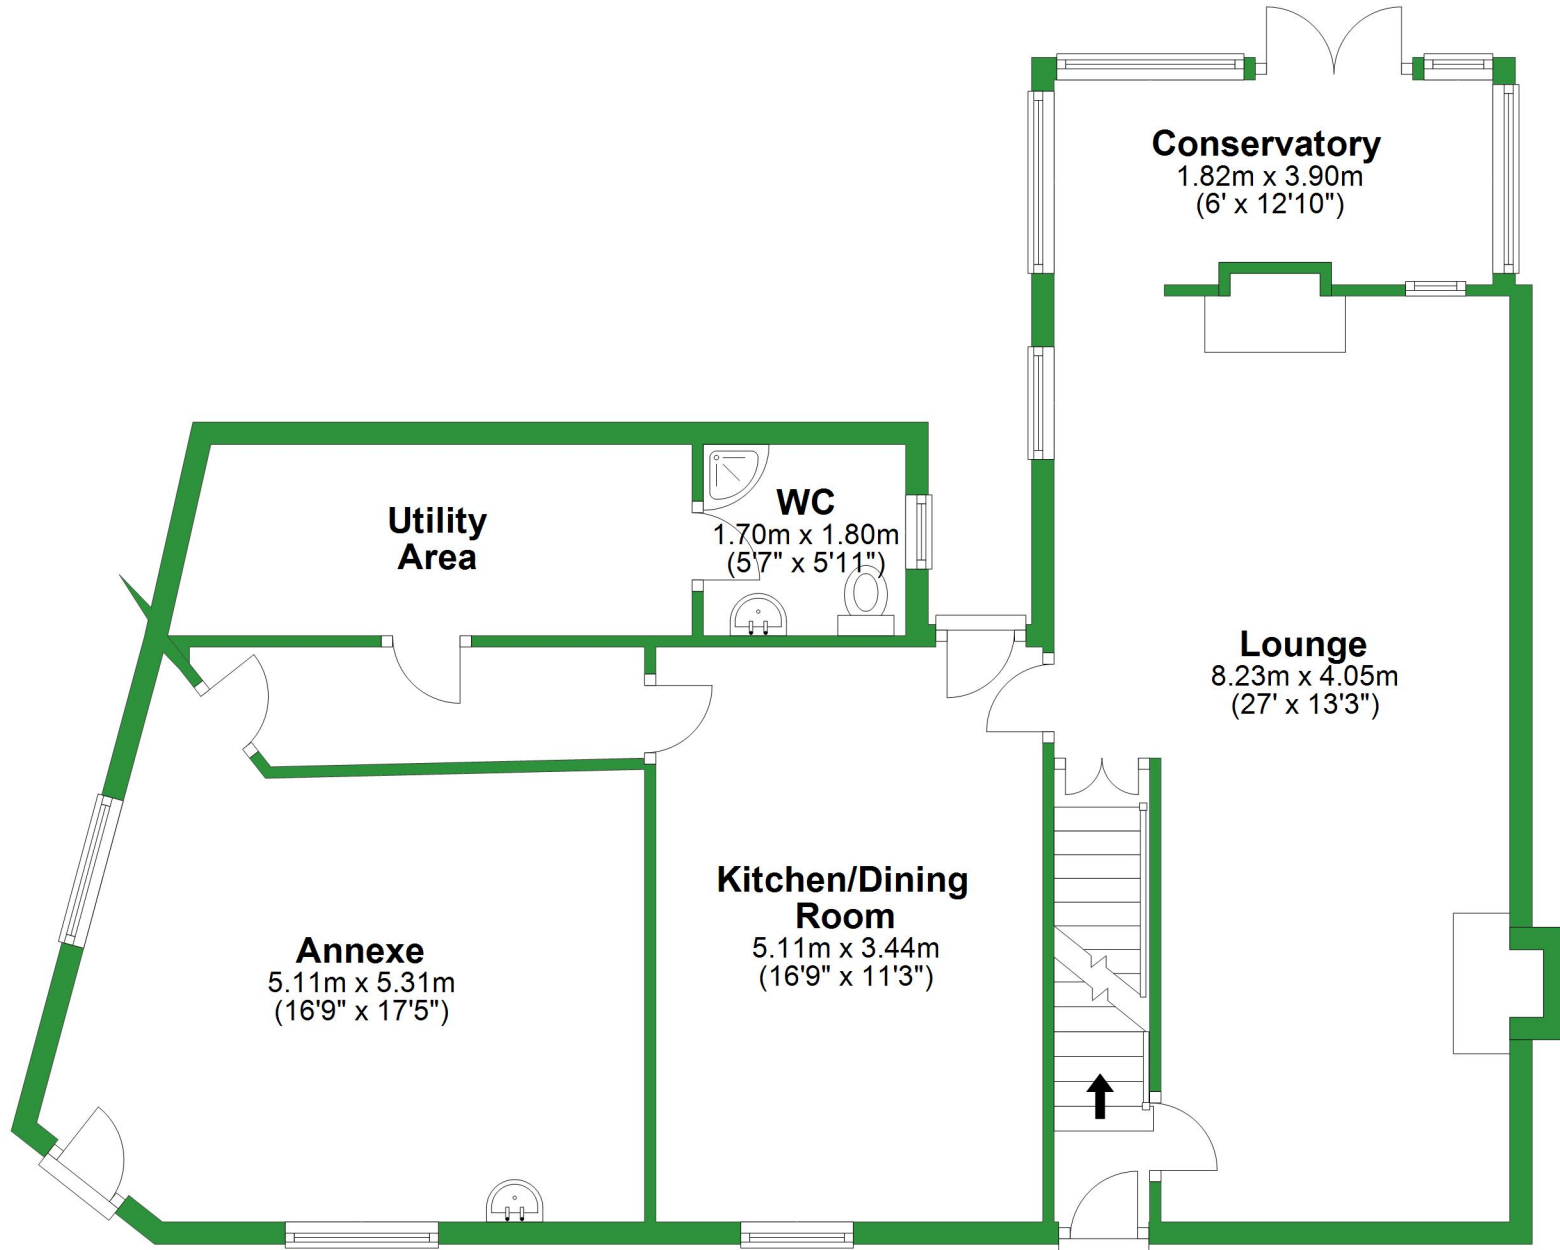 Conservatory
1.82m x 3.90m
(6' x 12'10")
Utility
Area
WC
1.70m x 1.80m
(5'7" x 5'11")
Lounge
8.23m x 4.05m
(27' x 13'3")
Kitchen/Dining
Room
5.11m x 3.44m
(16'9" x 11'3")
Annexe
5.11m x 5.31m
(16'9" x 17'5")